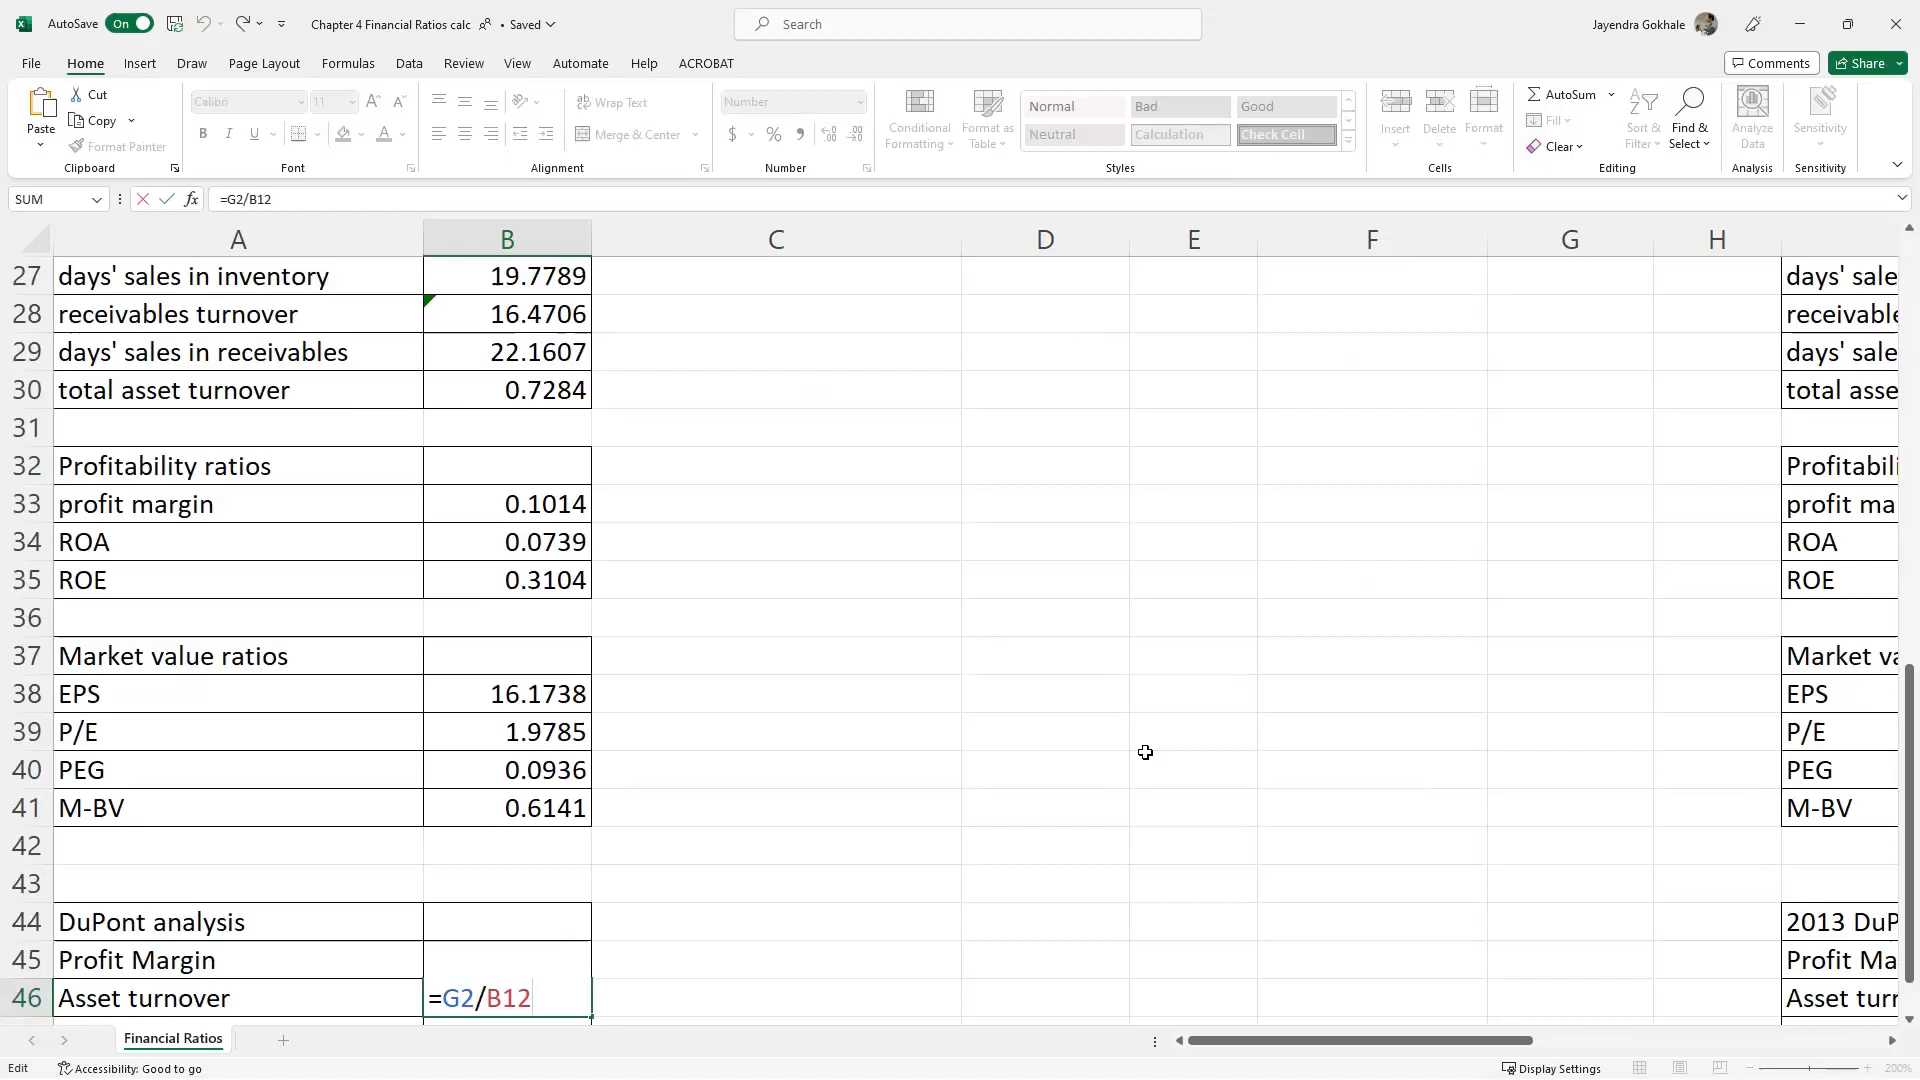 AutoSave On Chapter 4 Financial Ratios calc • Saved Search Jayendra Gokhale
File Home Insert Draw Page Layout Formulas Data Review View Automate Help ACROBAT Comments Share
Paste Cut Copy Format Painter Clipboard
Calibri 11 A A B I U A Font
ab Wrap Text Merge & Center Alignment
Number $ % , Number
Conditional Formatting Format as Table Normal Bad Good Neutral Calculation Check Cell Styles
Insert Delete Format Cells
AutoSum Fill Clear Sort & Filter Find & Select Editing
Analyze Data Analysis
Sensitivity Sensitivity
SUM fx =G2/B12
A B C D E F G H
27 days' sales in inventory 19.7789 days' sale
28 receivables turnover 16.4706 receivable
29 days' sales in receivables 22.1607 days' sale
30 total asset turnover 0.7284 total asse
31
32 Profitability ratios Profitabili
33 profit margin 0.1014 profit ma
34 ROA 0.0739 ROA
35 ROE 0.3104 ROE
36
37 Market value ratios Market va
38 EPS 16.1738 EPS
39 P/E 1.9785 P/E
40 PEG 0.0936 PEG
41 M-BV 0.6141 M-BV
42
43
44 DuPont analysis 2013 DuP
45 Profit Margin Profit Ma
46 Asset turnover =G2/B12 Asset turr
Financial Ratios
Edit Accessibility: Good to go Display Settings 200%